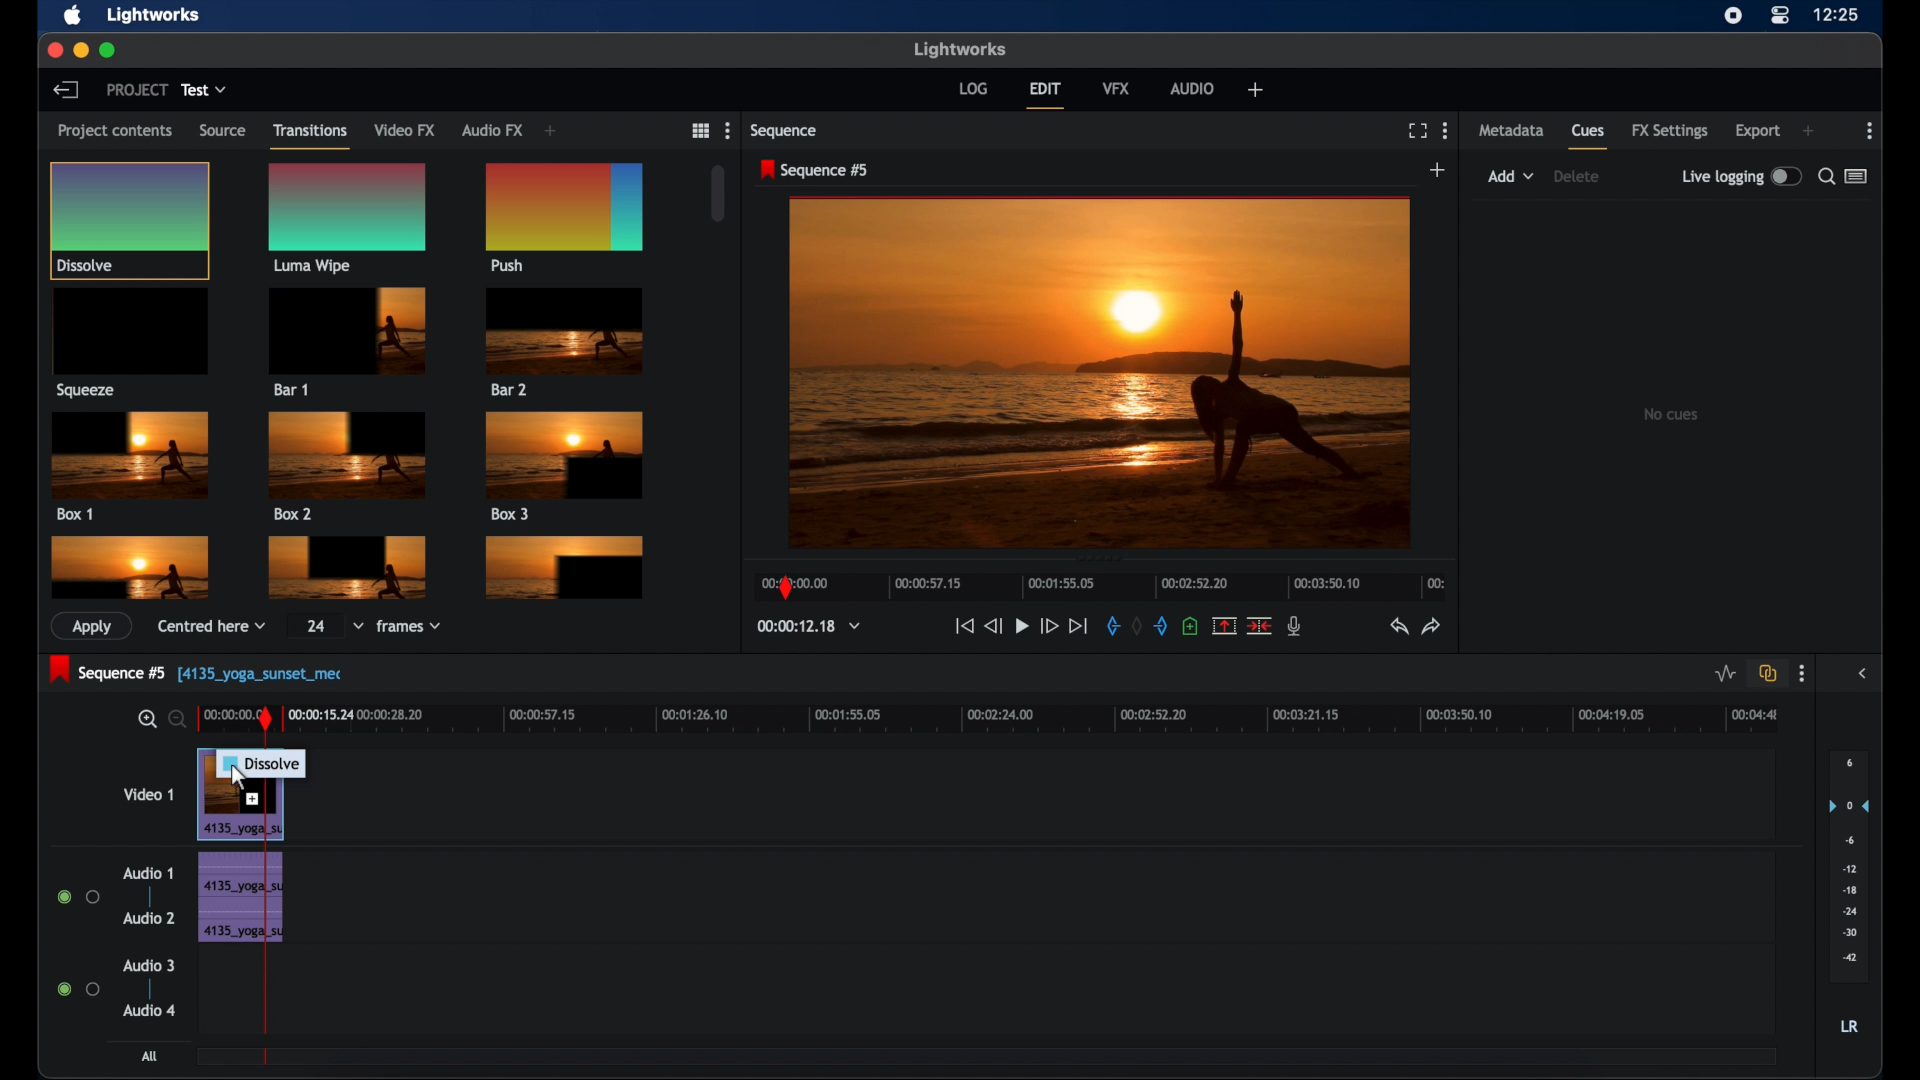 Lightworks
12:25
Lightworks
PROJECT Test
LOG EDIT VFX AUDIO
Project contents Source Transitions Video FX Audio FX
Sequence
Metadata Cues FX Settings Export
Sequence #5
Add Delete Live logging
Dissolve Luma Wipe Push
Squeeze Bar 1 Bar 2
Box 1 Box 2 Box 3
No cues
Apply Centred here 24 frames
00:00:57.15 00:01:55.05 00:02:52.20 00:03:50.10 00:
00:00:12.18
Sequence #5 [4135_yoga_sunset_med
00:00:00.0 00:00:15.24 00:00:28.20 00:00:57.15 00:01:26.10 00:01:55.05 00:02:24.00 00:02:52.20 00:03:21.15 00:03:50.10 00:04:19.05 00:04:48
Dissolve
Video 1
4135_yoga_su
Audio 1
4135_yoga_su
Audio 2
4135_yoga_su
Audio 3
Audio 4
All
6
0
-6
-12
-18
-24
-30
-42
LR